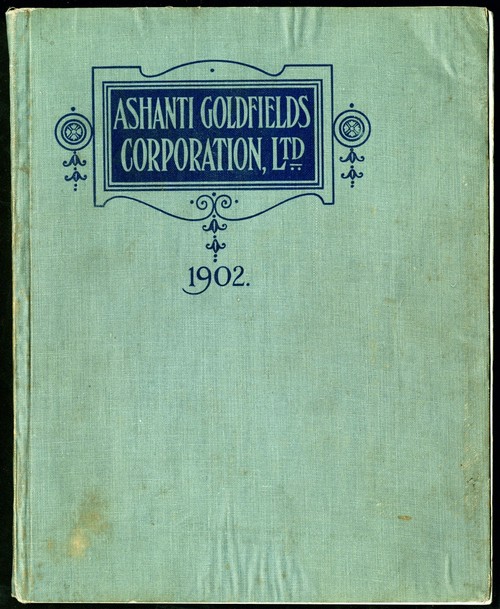 ASHANTI GOLDFIELDS
CORPORATION, LTD.
1902.